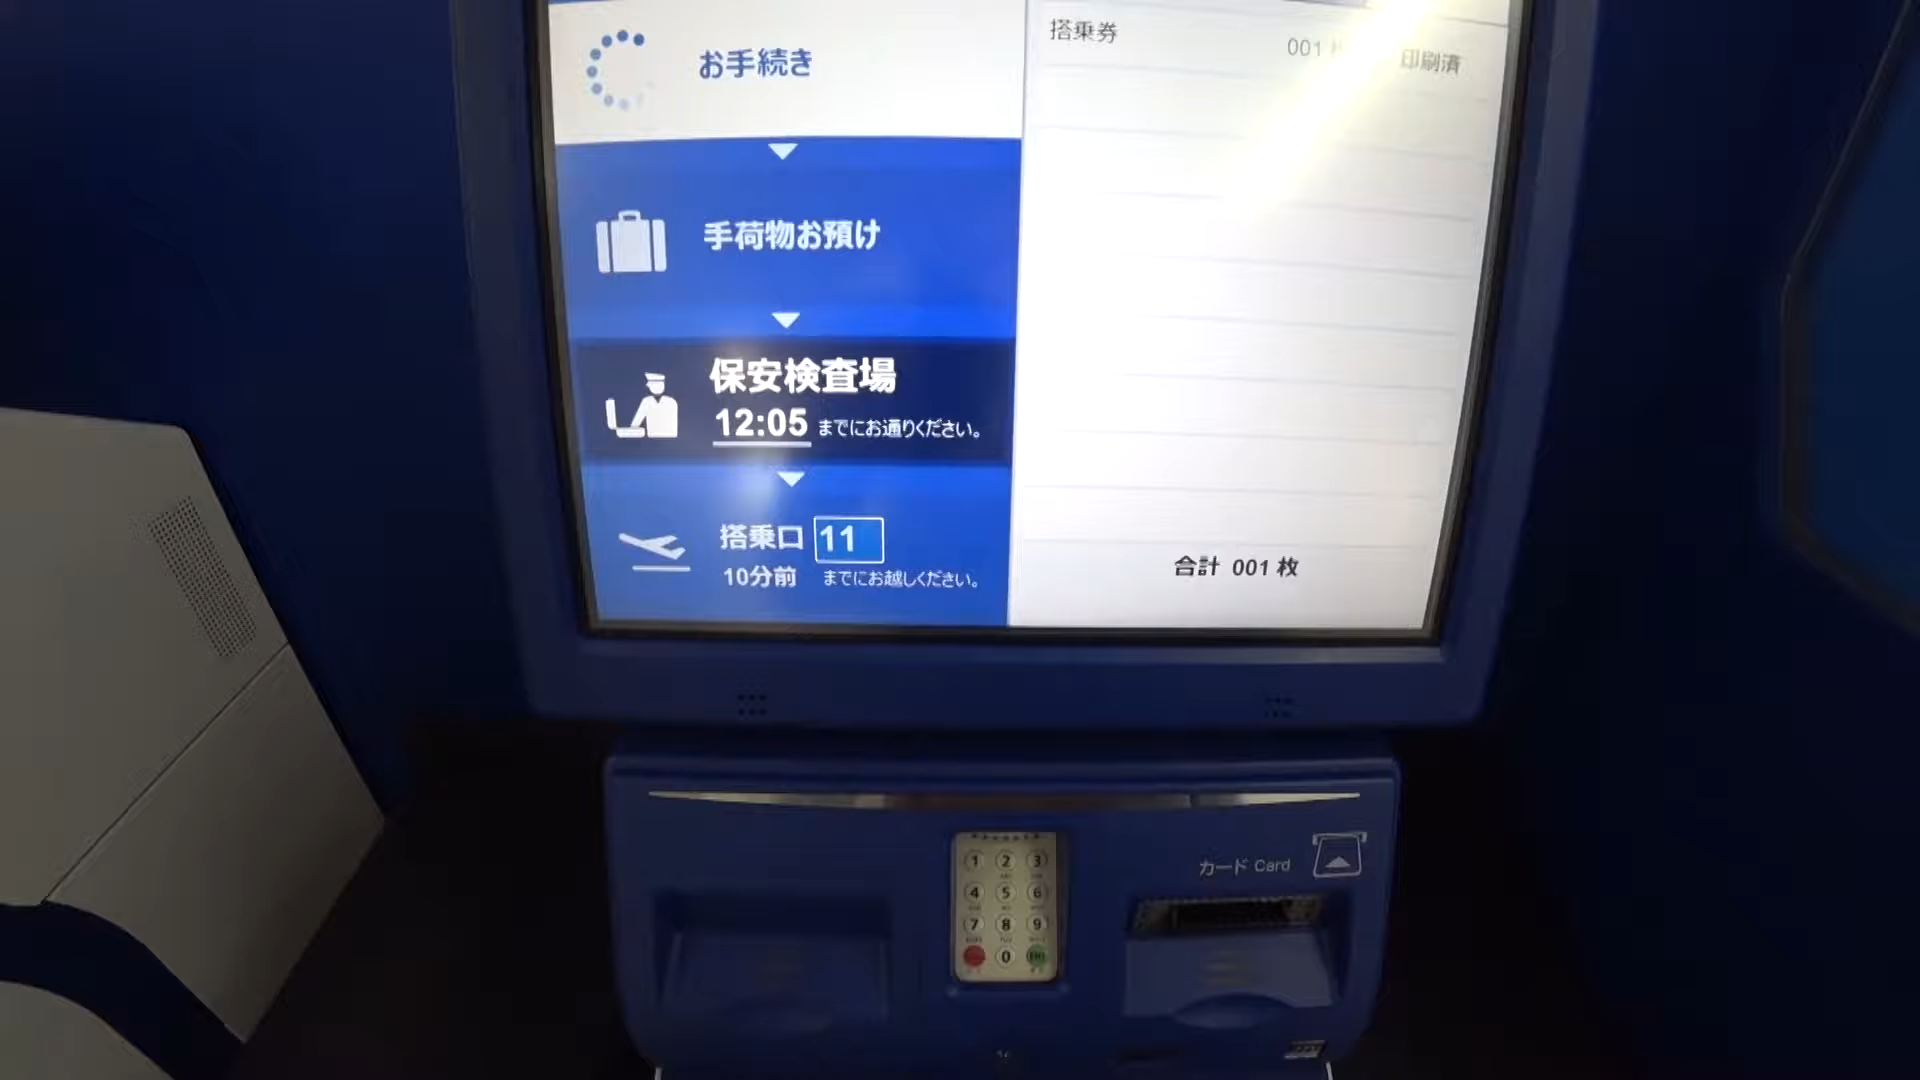 お手続き
手荷物お預け
保安検査場
12:05 までにお通りください。
搭乗口 11
10分前 までにお越しください。
搭乗券
001
印刷済
合計 001 枚
カード Card
1 2 3
4 5 6
7 8 9
0